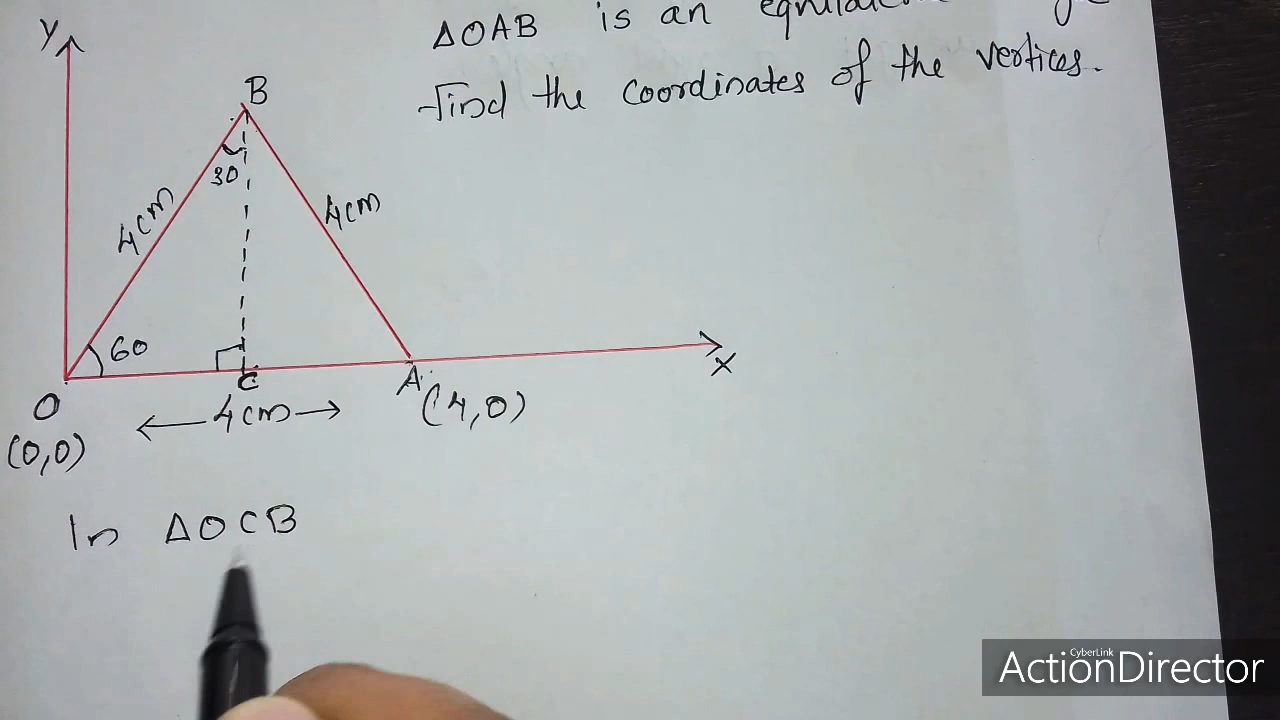 ΔOAB is an
Find the coordinates of the vertices.
Y
B
30
4cm
4cm
60
C
A
X
O
4cm
(4,0)
(0,0)
In ΔOCB
CyberLink
ActionDirector